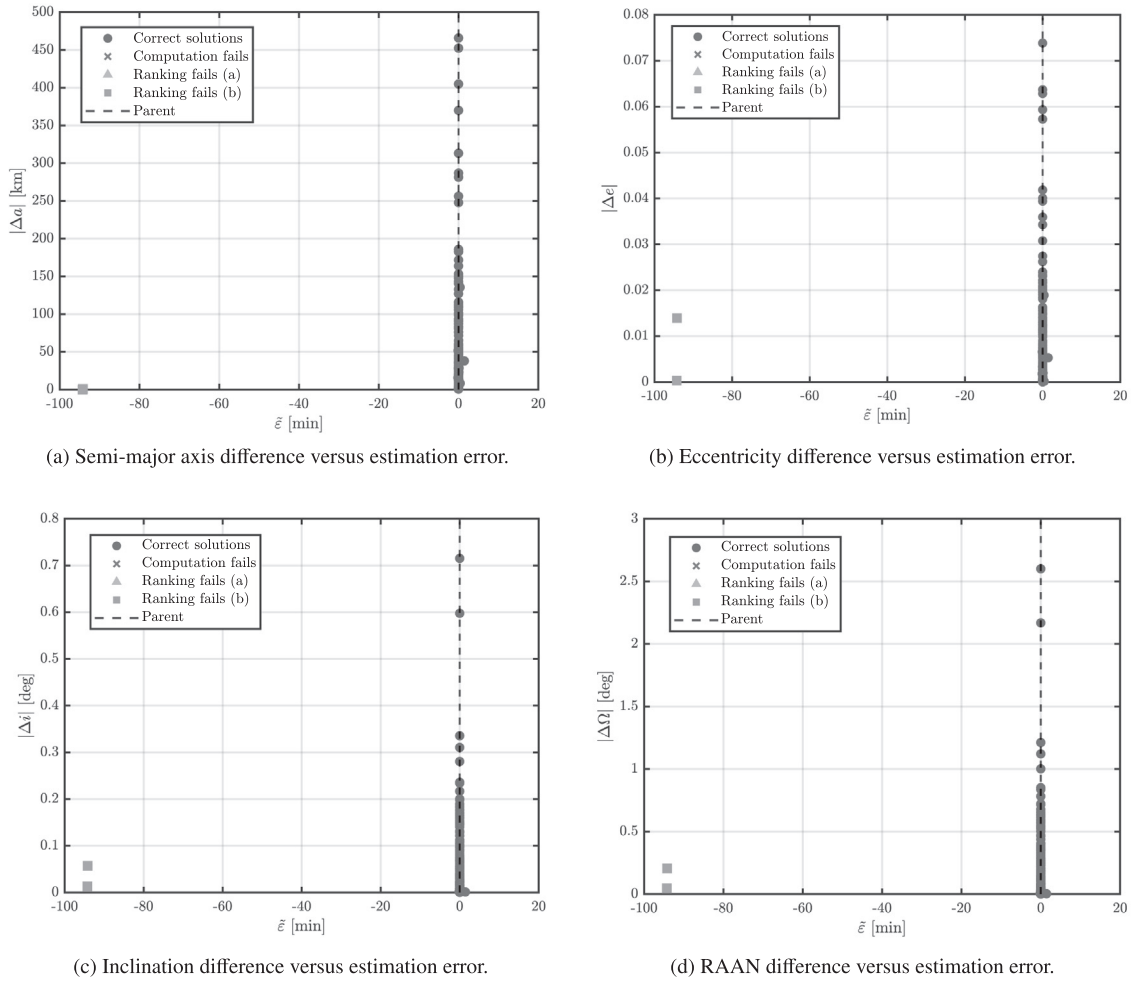 500
450
400
350
300
250
200
150
100
50
0
|Δa| [km]
Correct solutions
Computation fails
Ranking fails (a)
Ranking fails (b)
Parent
-100 -80 -60 -40 -20 0 20
ε̃ [min]
(a) Semi-major axis difference versus estimation error.
0.08
0.07
0.06
0.05
0.04
0.03
0.02
0.01
0
|Δe|
Correct solutions
Computation fails
Ranking fails (a)
Ranking fails (b)
Parent
-100 -80 -60 -40 -20 0 20
ε̃ [min]
(b) Eccentricity difference versus estimation error.
0.8
0.7
0.6
0.5
0.4
0.3
0.2
0.1
0
|Δi| [deg]
Correct solutions
Computation fails
Ranking fails (a)
Ranking fails (b)
Parent
-100 -80 -60 -40 -20 0 20
ε̃ [min]
(c) Inclination difference versus estimation error.
3
2.5
2
1.5
1
0.5
0
|ΔΩ| [deg]
Correct solutions
Computation fails
Ranking fails (a)
Ranking fails (b)
Parent
-100 -80 -60 -40 -20 0 20
ε̃ [min]
(d) RAAN difference versus estimation error.